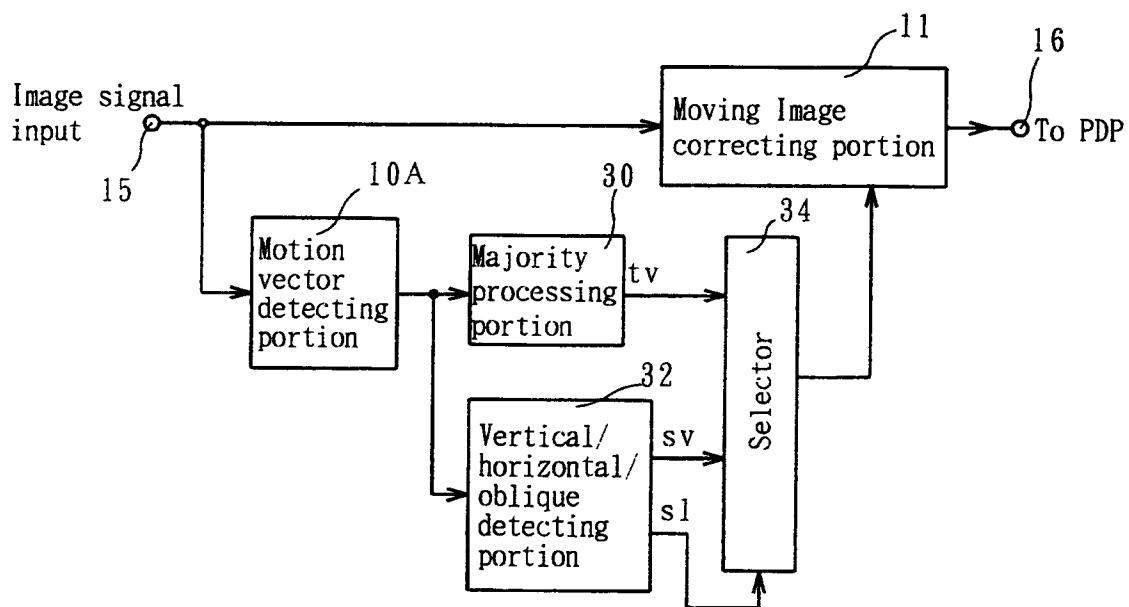 11
16
Image signal
input
15
Moving Image
correcting portion
To PDP
10A
30
34
Motion
vector
detecting
portion
Majority
processing
portion
tv
Selector
32
Vertical/
horizontal/
oblique
detecting
portion
sv
sl